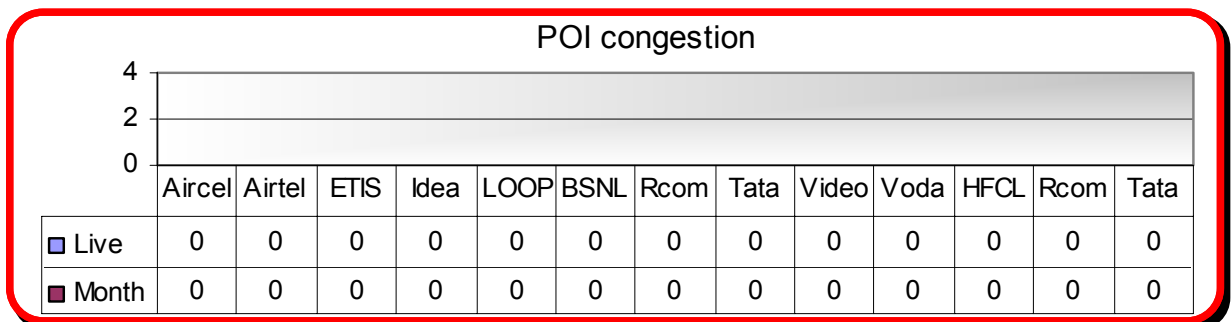 POI congestion
4
2
0
Aircel Airtel ETIS Idea LOOP BSNL Rcom Tata Video Voda HFCL Rcom Tata
Live 0 0 0 0 0 0 0 0 0 0 0 0 0
Month 0 0 0 0 0 0 0 0 0 0 0 0 0